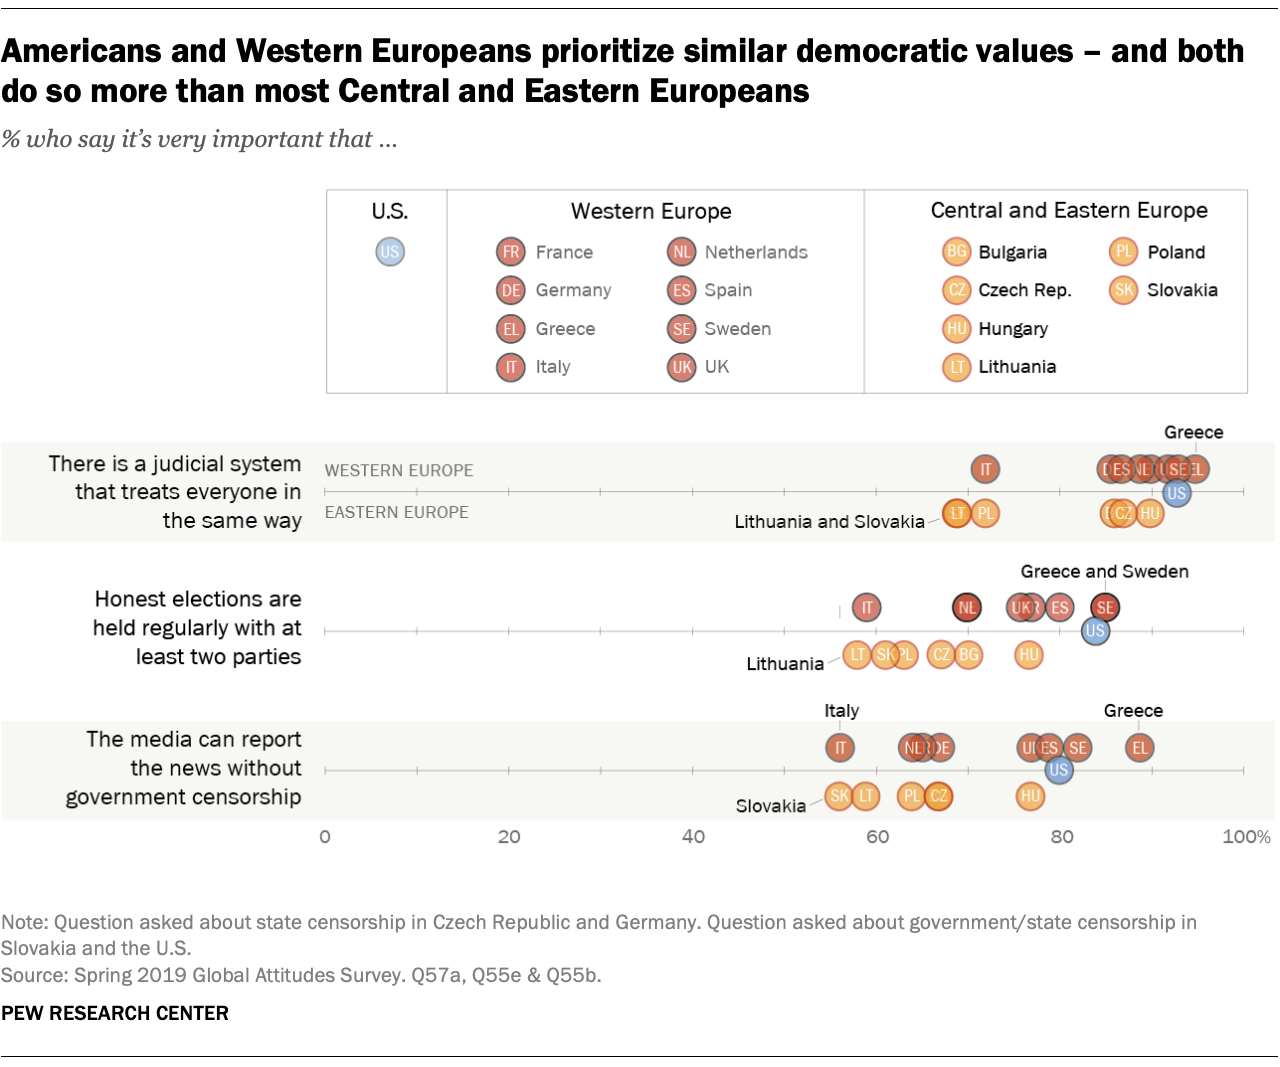 Americans and Western Europeans prioritize similar democratic values – and both
do so more than most Central and Eastern Europeans
% who say it's very important that ...
U.S.
US
Western Europe
FR France
NL Netherlands
DE Germany
ES Spain
EL Greece
SE Sweden
IT Italy
UK UK
Central and Eastern Europe
BG Bulgaria
PL Poland
CZ Czech Rep.
SK Slovakia
HU Hungary
LT Lithuania
Greece
There is a judicial system
that treats everyone in
the same way
WESTERN EUROPE
IT ES NL SE EL
US
EASTERN EUROPE
Lithuania and Slovakia
LT PL CZ HU
Greece and Sweden
Honest elections are
held regularly with at
least two parties
IT NL UK ES SE
US
Lithuania
LT SK PL CZ BG HU
Italy
Greece
The media can report
the news without
government censorship
IT NL DE ES SE EL
US
Slovakia
SK LT PL CZ HU
0 20 40 60 80 100%
Note: Question asked about state censorship in Czech Republic and Germany. Question asked about government/state censorship in
Slovakia and the U.S.
Source: Spring 2019 Global Attitudes Survey. Q57a, Q55e & Q55b.
PEW RESEARCH CENTER